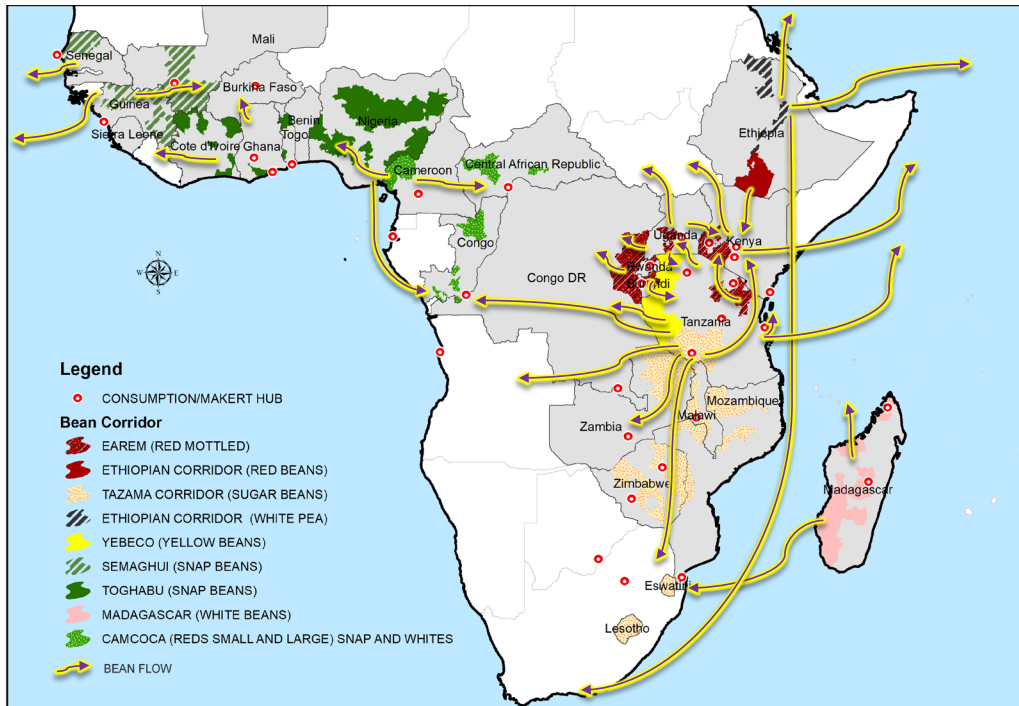 Mali
Senegal
Burkina Faso
Guinea
Sierra Leone
Cote d'Ivoire
Ghana
Benin
Togo
Nigeria
Cameroon
Central African Republic
Ethiopia
Congo
Congo DR
Uganda
Kenya
Rwanda
Burundi
Tanzania
Mozambique
Malawi
Zambia
Zimbabwe
Madagascar
Eswatini
Lesotho
N
W
E
S
Legend
CONSUMPTION/MAKERT HUB
Bean Corridor
EAREM (RED MOTTLED)
ETHIOPIAN CORRIDOR (RED BEANS)
TAZAMA CORRIDOR (SUGAR BEANS)
ETHIOPIAN CORRIDOR (WHITE PEA)
YEBECO (YELLOW BEANS)
SEMAGHUI (SNAP BEANS)
TOGHABU (SNAP BEANS)
MADAGASCAR (WHITE BEANS)
CAMCOCA (REDS SMALL AND LARGE) SNAP AND WHITES
BEAN FLOW